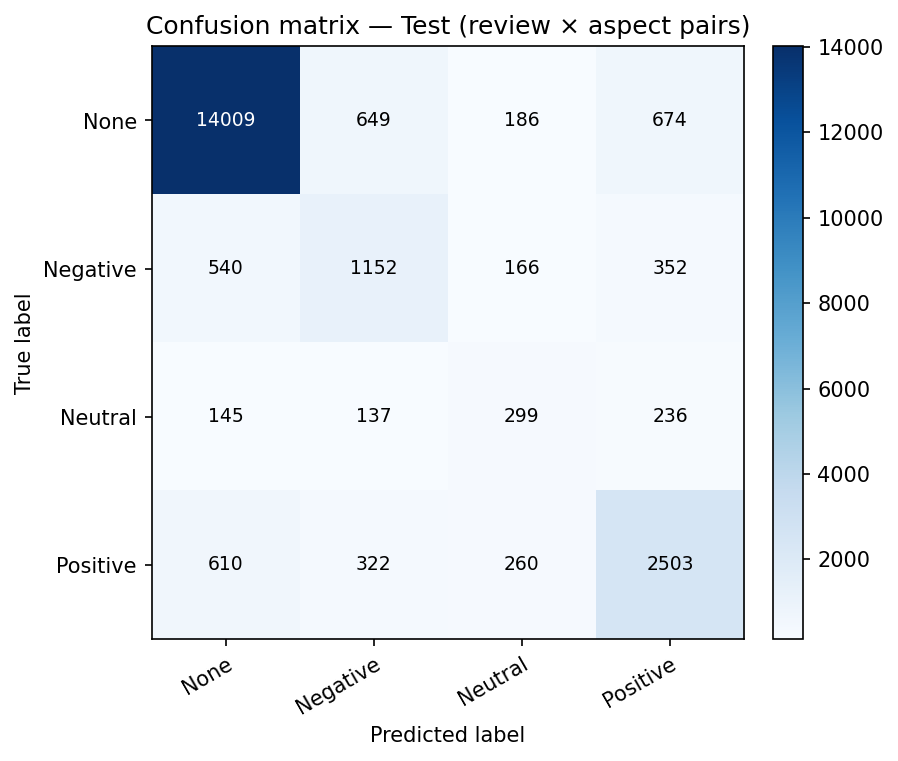 Confusion matrix — Test (review × aspect pairs)
None 14009 649 186 674
Negative 540 1152 166 352
Neutral 145 137 299 236
Positive 610 322 260 2503
True label
None Negative Neutral Positive
Predicted label
14000
12000
10000
8000
6000
4000
2000